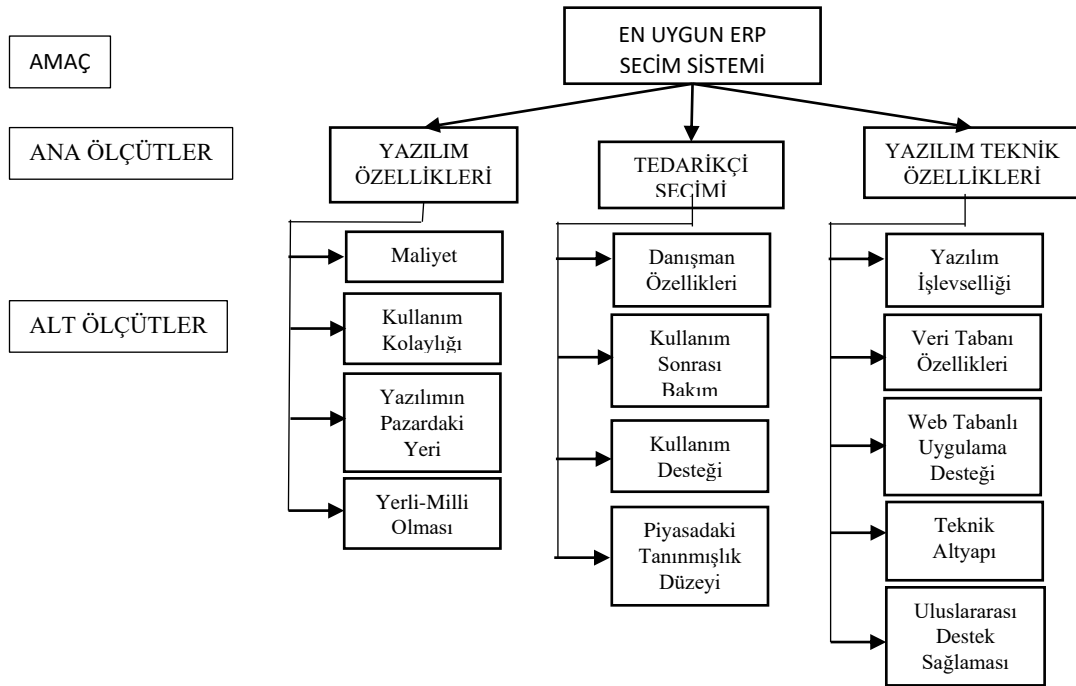 AMAÇ
EN UYGUN ERP
SECİM SİSTEMİ
ANA ÖLÇÜTLER
YAZILIM
ÖZELLİKLERİ
TEDARİKÇİ
SEÇİMİ
YAZILIM TEKNİK
ÖZELLİKLERİ
ALT ÖLÇÜTLER
Maliyet
Kullanım
Kolaylığı
Yazılımın
Pazardaki
Yeri
Yerli-Milli
Olması
Danışman
Özellikleri
Kullanım
Sonrası
Bakım
Kullanım
Desteği
Piyasadaki
Tanınmışlık
Düzeyi
Yazılım
İşlevselliği
Veri Tabanı
Özellikleri
Web Tabanlı
Uygulama
Desteği
Teknik
Altyapı
Uluslararası
Destek
Sağlaması